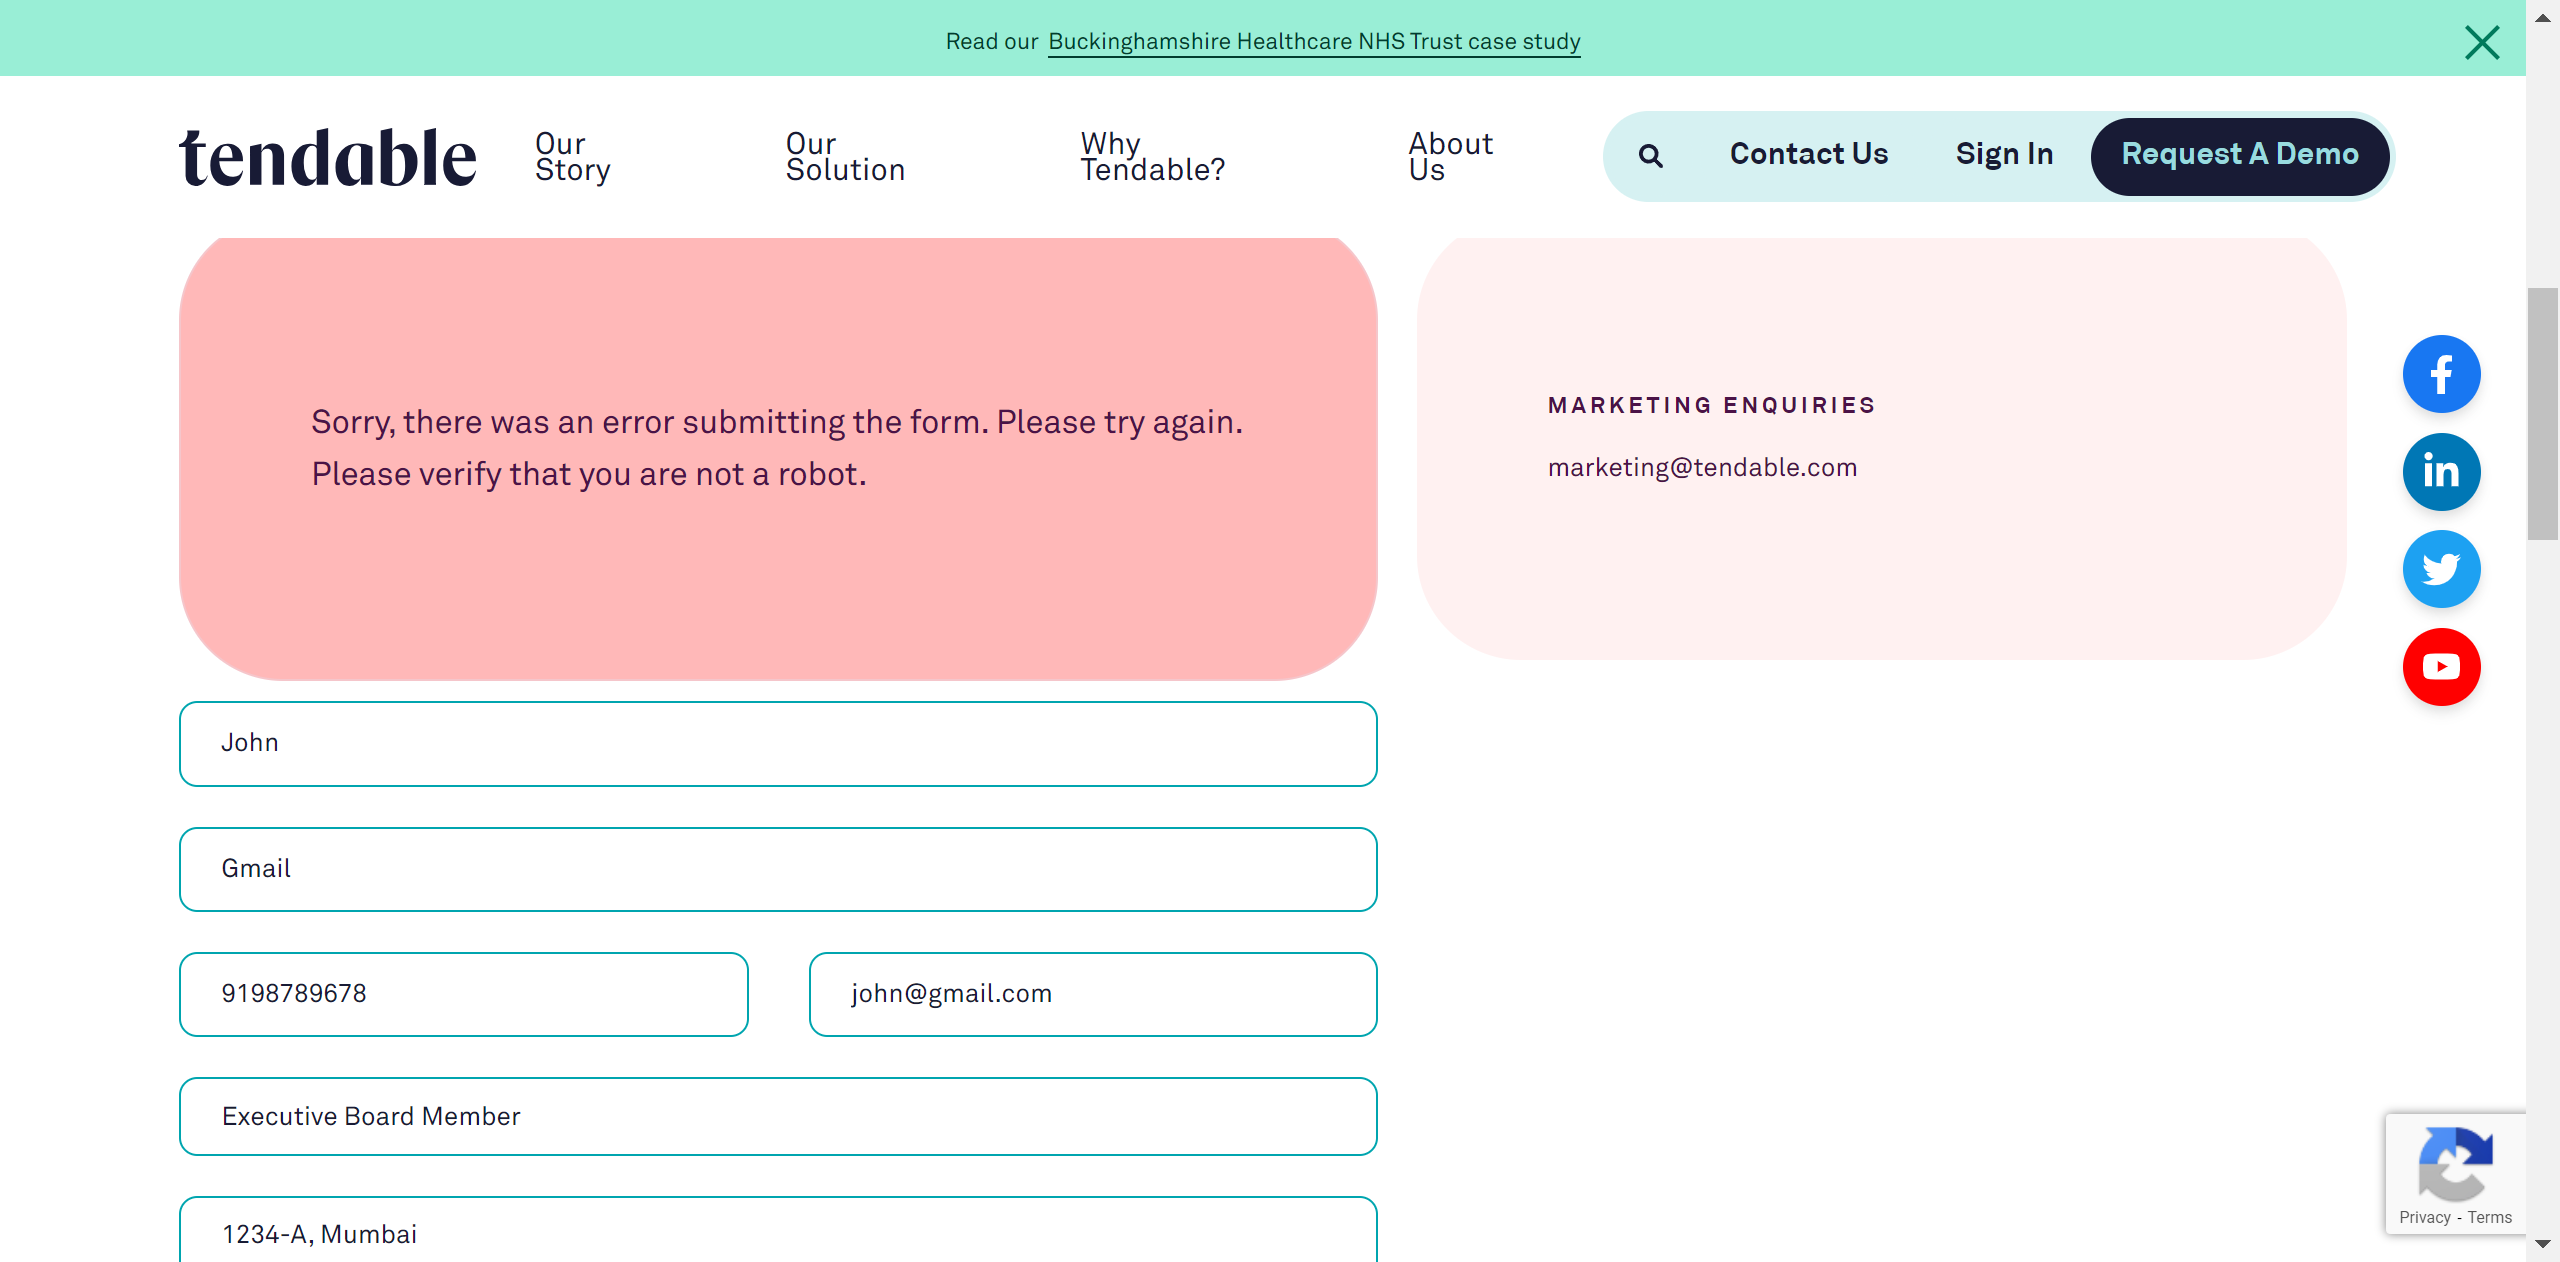 Read our Buckinghamshire Healthcare NHS Trust case study
tendable
Our
Story
Our
Solution
Why
Tendable?
About
Us
Contact Us
Sign In
Request A Demo
Sorry, there was an error submitting the form. Please try again.
Please verify that you are not a robot.
MARKETING ENQUIRIES
marketing@tendable.com
John
Gmail
9198789678
john@gmail.com
Executive Board Member
1234-A, Mumbai
Privacy - Terms